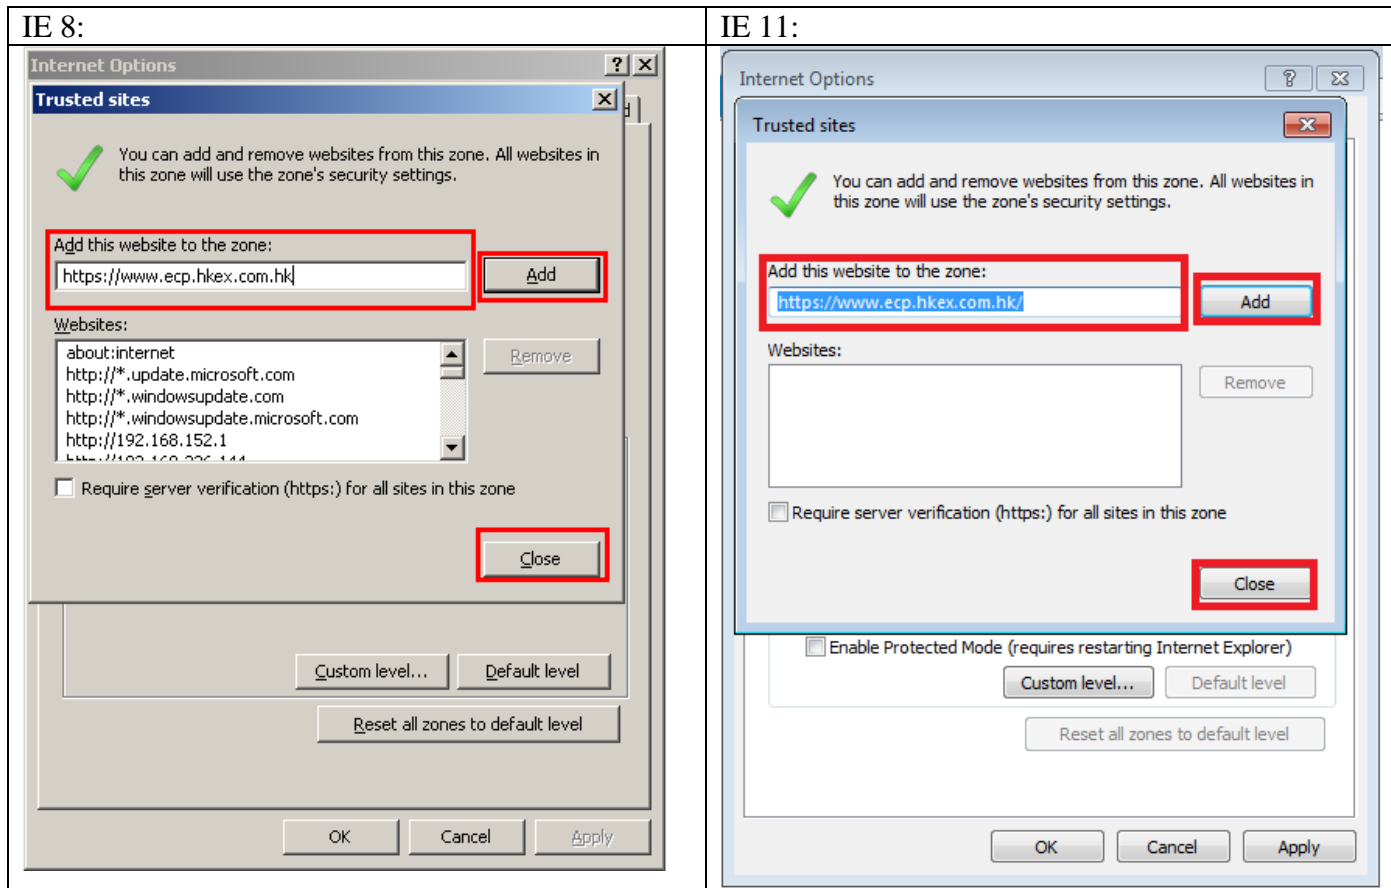 IE 8:
Internet Options
Trusted sites
You can add and remove websites from this zone. All websites in
this zone will use the zone's security settings.
Add this website to the zone:
https://www.ecp.hkex.com.hk
Add
Websites:
about:internet
http://*.update.microsoft.com
http://*.windowsupdate.com
http://*.windowsupdate.microsoft.com
http://192.168.152.1
Remove
Require server verification (https:) for all sites in this zone
Close
Custom level...
Default level
Reset all zones to default level
OK
Cancel
Apply
IE 11:
Internet Options
Trusted sites
You can add and remove websites from this zone. All websites in
this zone will use the zone's security settings.
Add this website to the zone:
https://www.ecp.hkex.com.hk/
Add
Websites:
Remove
Require server verification (https:) for all sites in this zone
Close
Enable Protected Mode (requires restarting Internet Explorer)
Custom level...
Default level
Reset all zones to default level
OK
Cancel
Apply